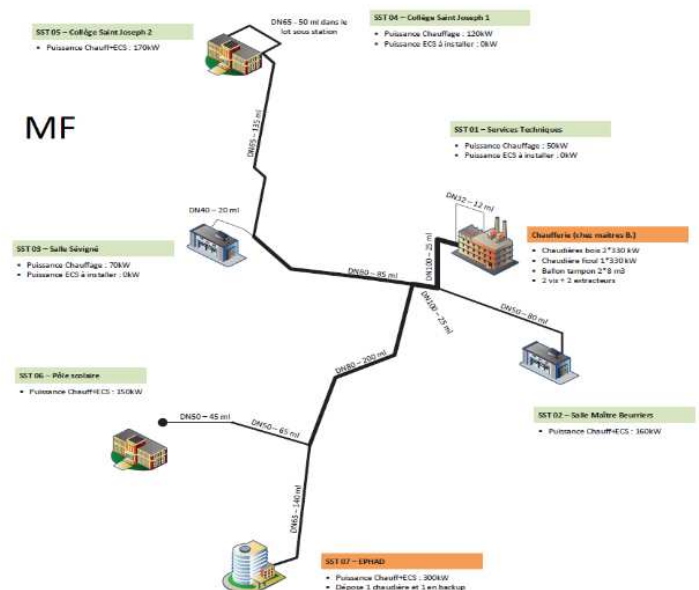 DN65 - 50 ml dans le
lot sous station
SST 05 – Collège Saint Joseph 2
• Puissance Chauff+ECS : 170kW
SST 04 – Collège Saint Joseph 1
• Puissance Chauffage : 120kW
• Puissance ECS à installer : 0kW
MF
DN65 – 135 ml
SST 01 – Services Techniques
• Puissance Chauffage : 50kW
• Puissance ECS à installer : 0kW
DN40 – 20 ml
DN32 – 12 ml
SST 03 – Salle Sévigné
• Puissance Chauffage : 70kW
• Puissance ECS à installer : 0kW
DN100 – 25 ml
Chaufferie (chez maitres B.)
• Chaudières bois 2*330 kW
• Chaudière fioul 1*330 kW
• Ballon tampon 2*8 m3
• 2 vis + 2 extracteurs
DN80 – 85 ml
DN100 – 25 ml
DN50 – 80 ml
DN80 – 200 ml
SST 06 – Pôle scolaire
• Puissance Chauff+ECS : 150kW
DN50 – 45 ml
DN50 – 65 ml
SST 02 – Salle Maître Beurriers
• Puissance Chauff+ECS : 160kW
DN65 – 140 ml
SST 07 – EPHAD
• Puissance Chauff+ECS : 300kW
• Dépose 1 chaudière et 1 en backup